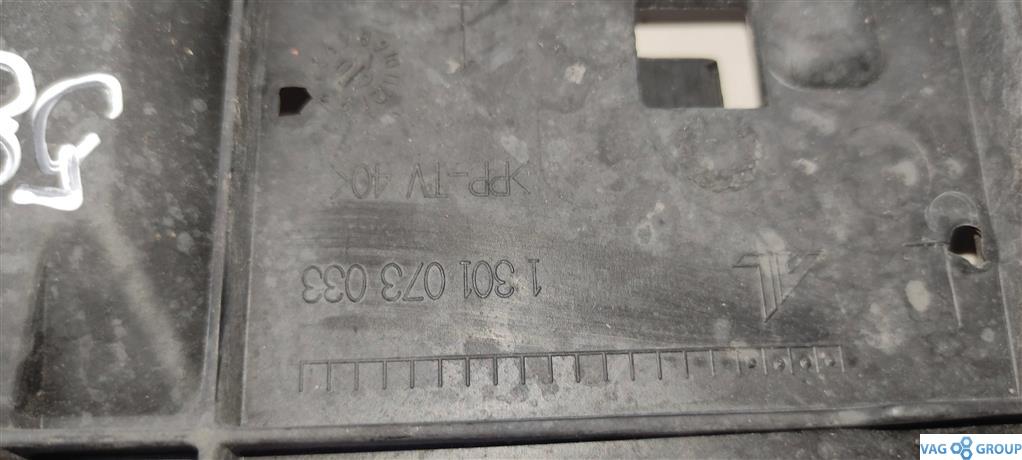 1 301 073 033
>PP-TV 40<
VAG GROUP